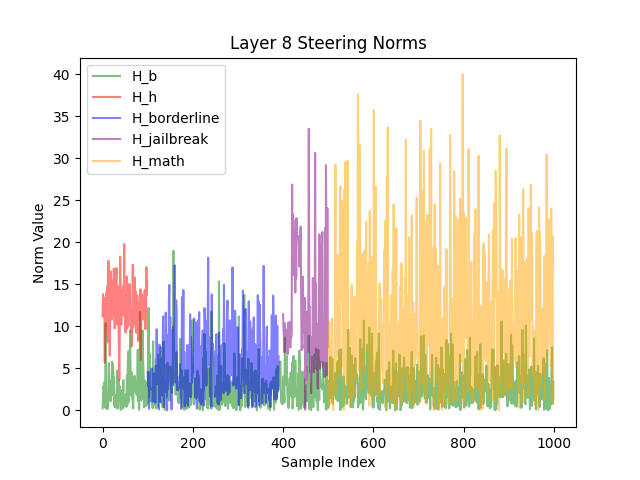 Layer 8 Steering Norms
H_b
H_h
H_borderline
H_jailbreak
H_math
40
35
30
25
20
15
10
5
0
Norm Value
0 200 400 600 800 1000
Sample Index